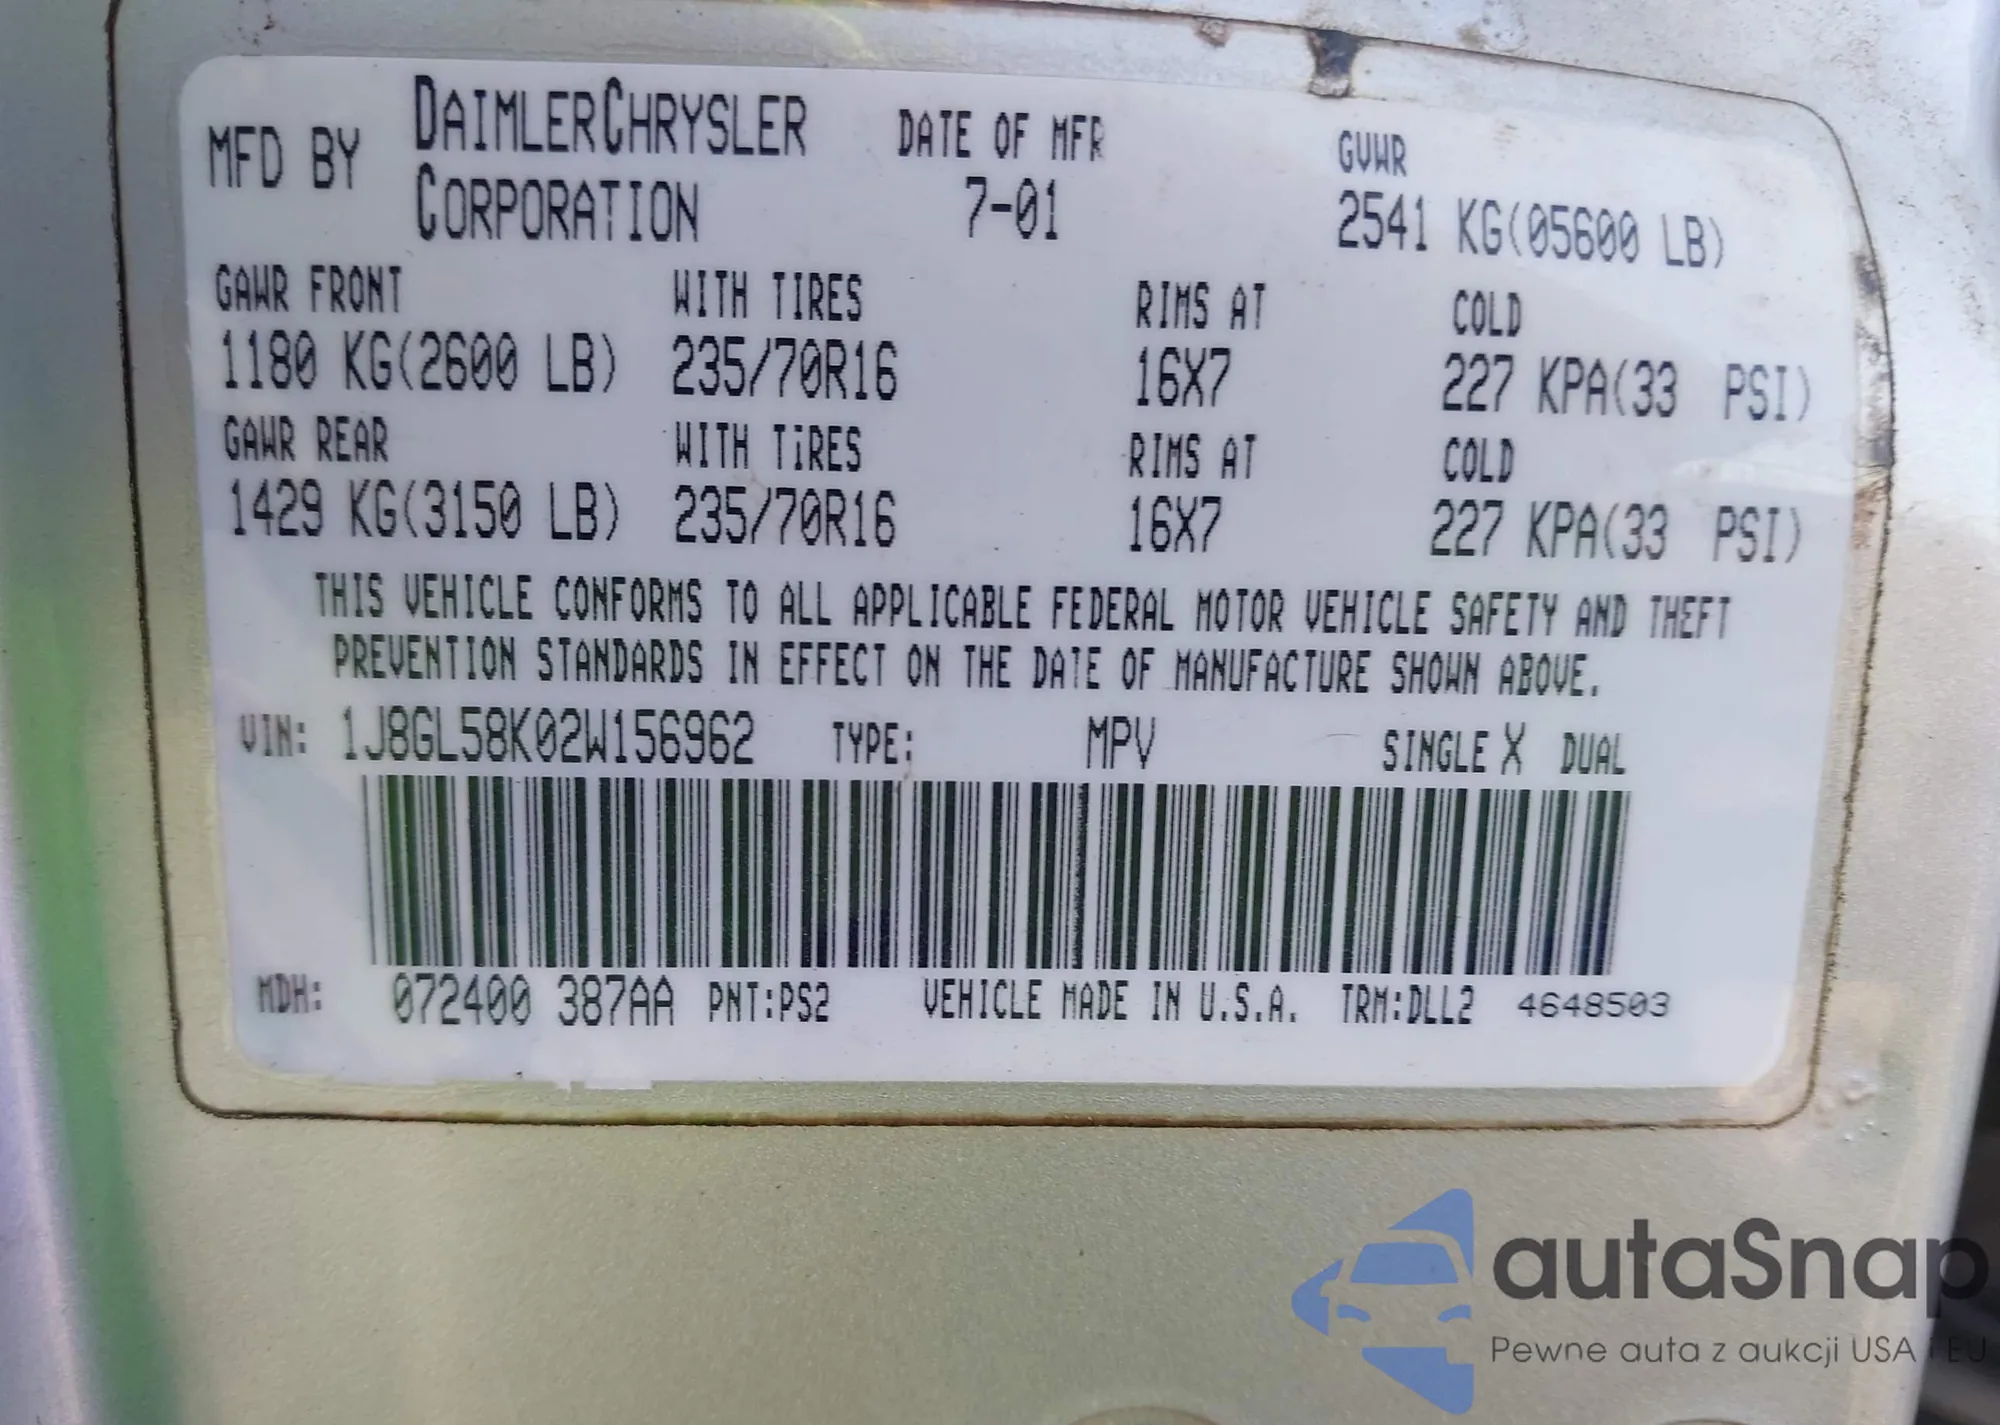 MFD BY DAIMLERCHRYSLER CORPORATION DATE OF MFR 7-01 GVWR 2541 KG(05600 LB)
GAWR FRONT WITH TIRES RIMS AT COLD
1180 KG(2600 LB) 235/70R16 16X7 227 KPA(33 PSI)
GAWR REAR WITH TiRES RIMS AT COLD
1429 KG(3150 LB) 235/70R16 16X7 227 KPA(33 PSI)
THIS VEHICLE CONFORMS TO ALL APPLICABLE FEDERAL MOTOR VEHICLE SAFETY AND THEFT
PREVENTION STANDARDS IN EFFECT ON THE DATE OF MANUFACTURE SHOWN ABOVE.
VIN: 1J8GL58K02W156962 TYPE: MPV SINGLE X DUAL
MDH: 072400 387AA PNT:PS2 VEHICLE MADE IN U.S.A. TRM:DLL2 4648503
autaSnap
Pewne auta z aukcji USA i EU